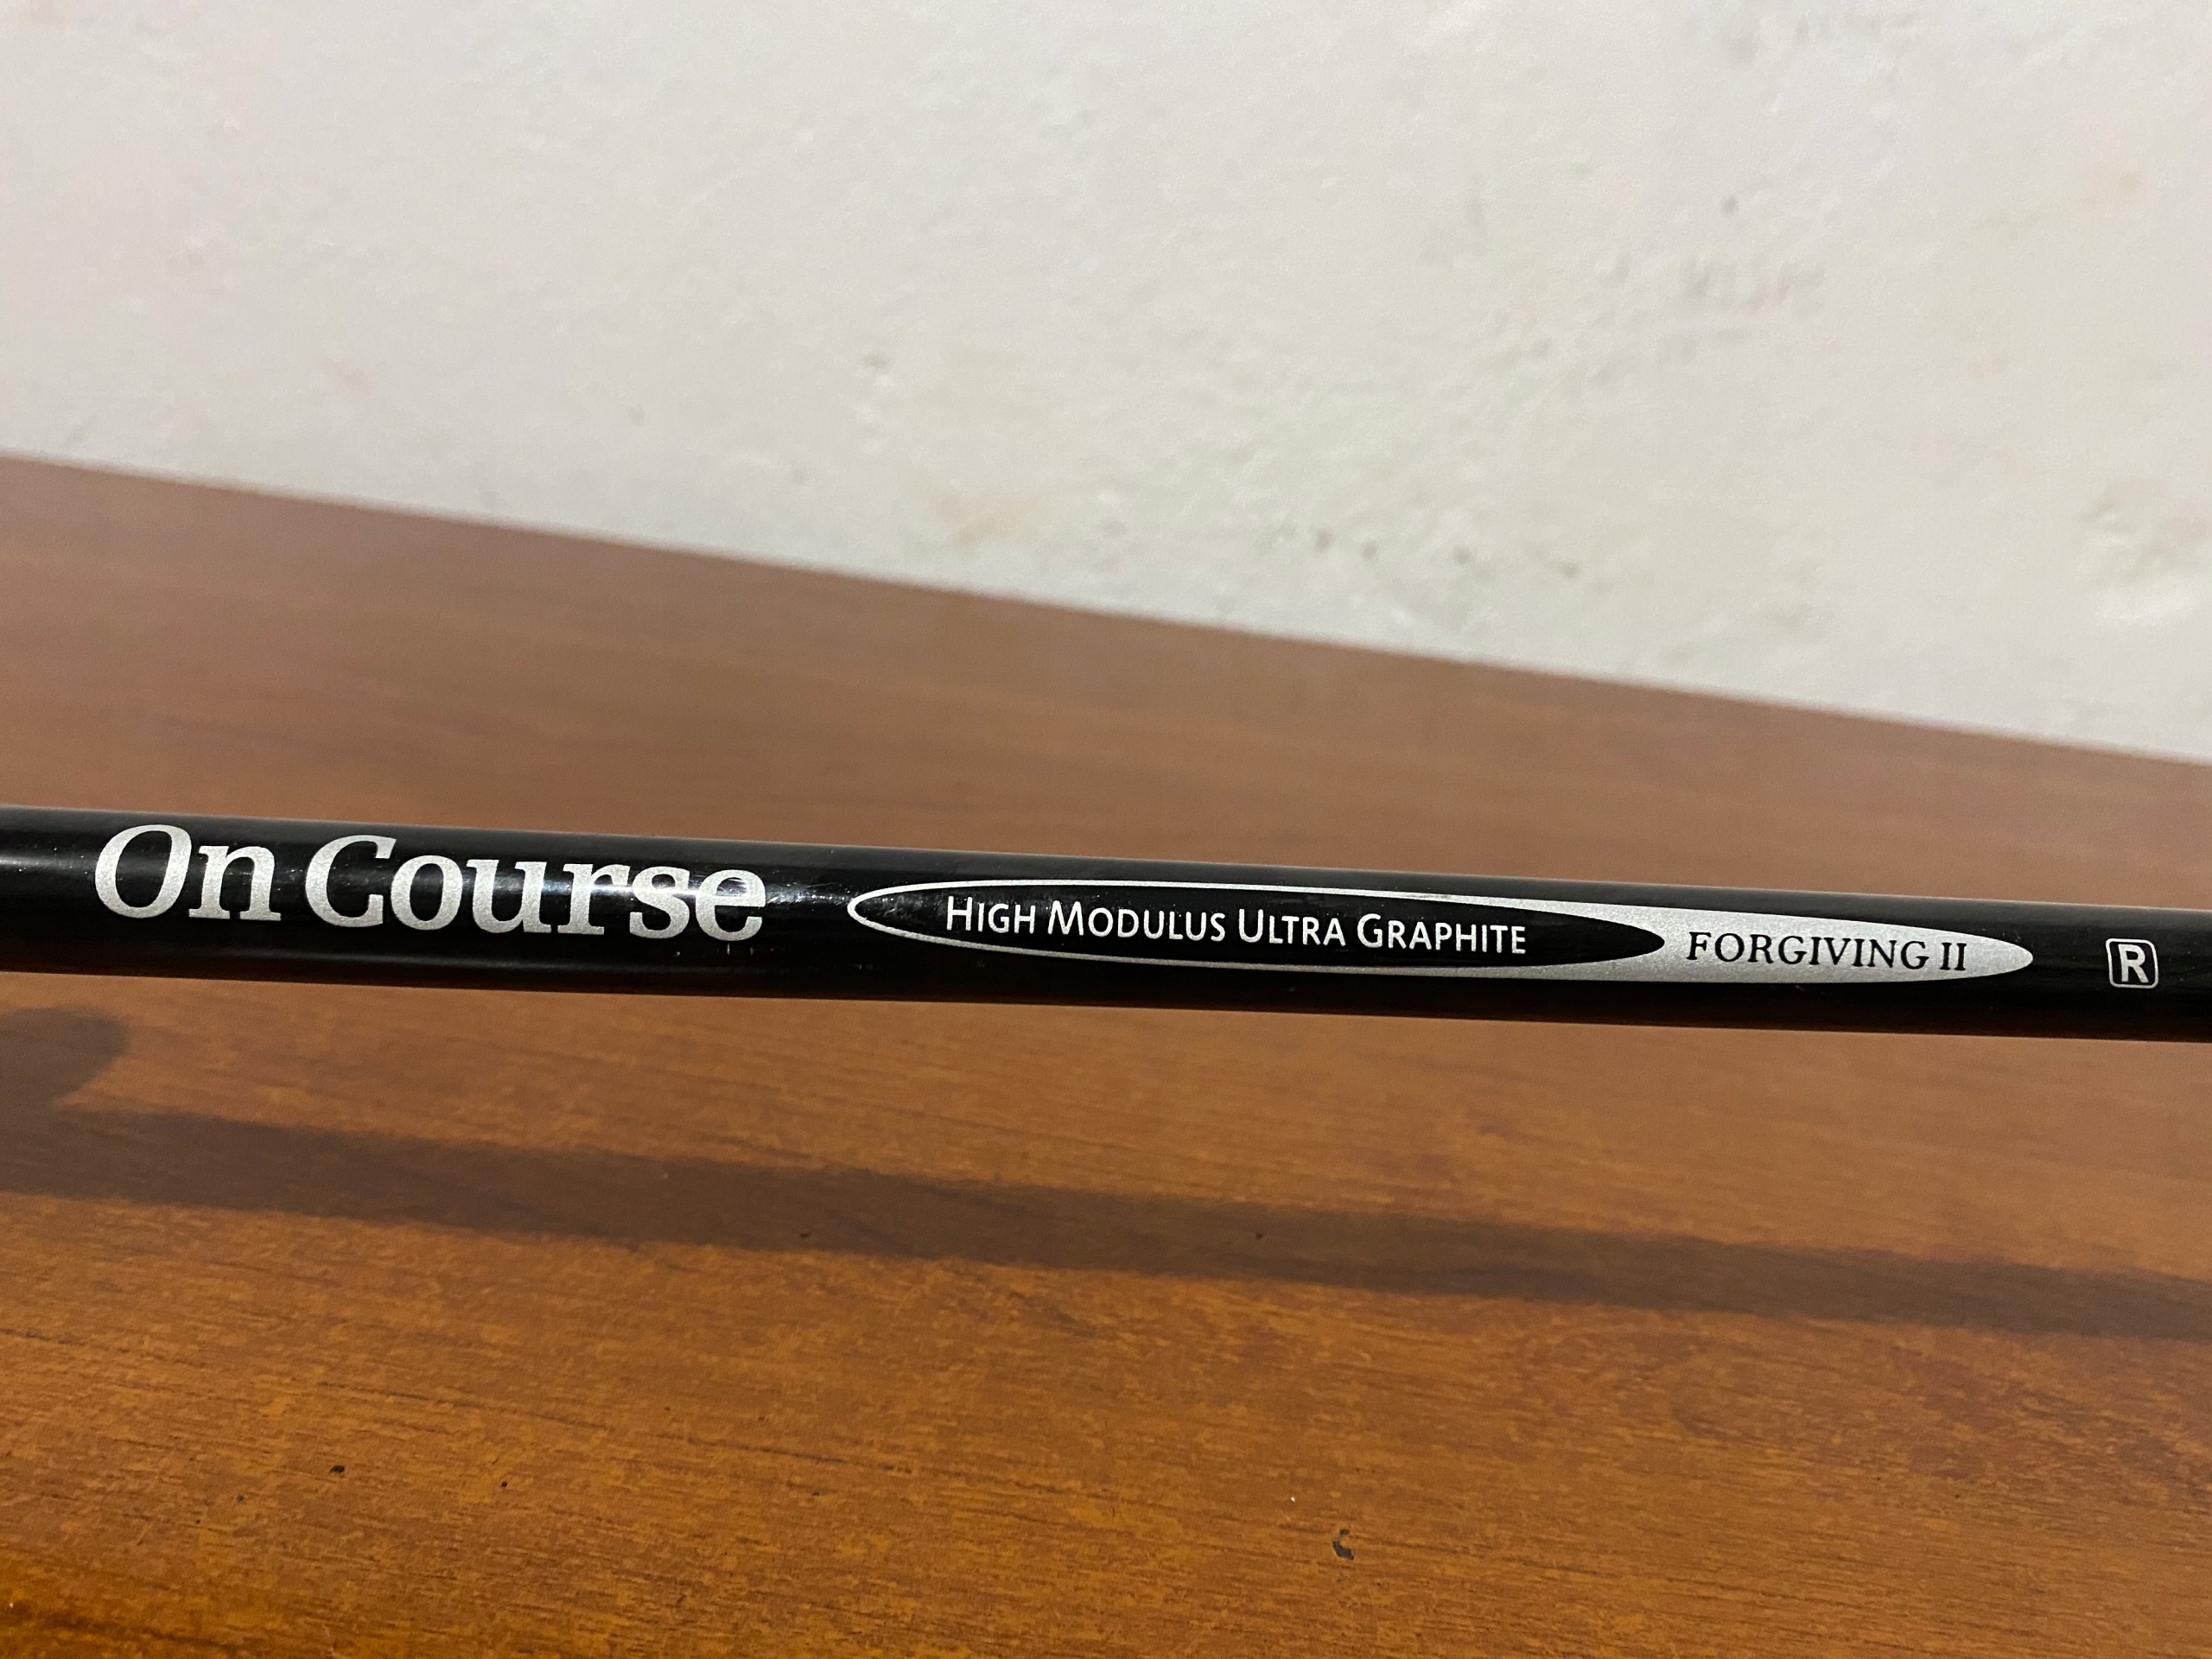 On Course HIGH MODULUS ULTRA GRAPHITE FORGIVING II R